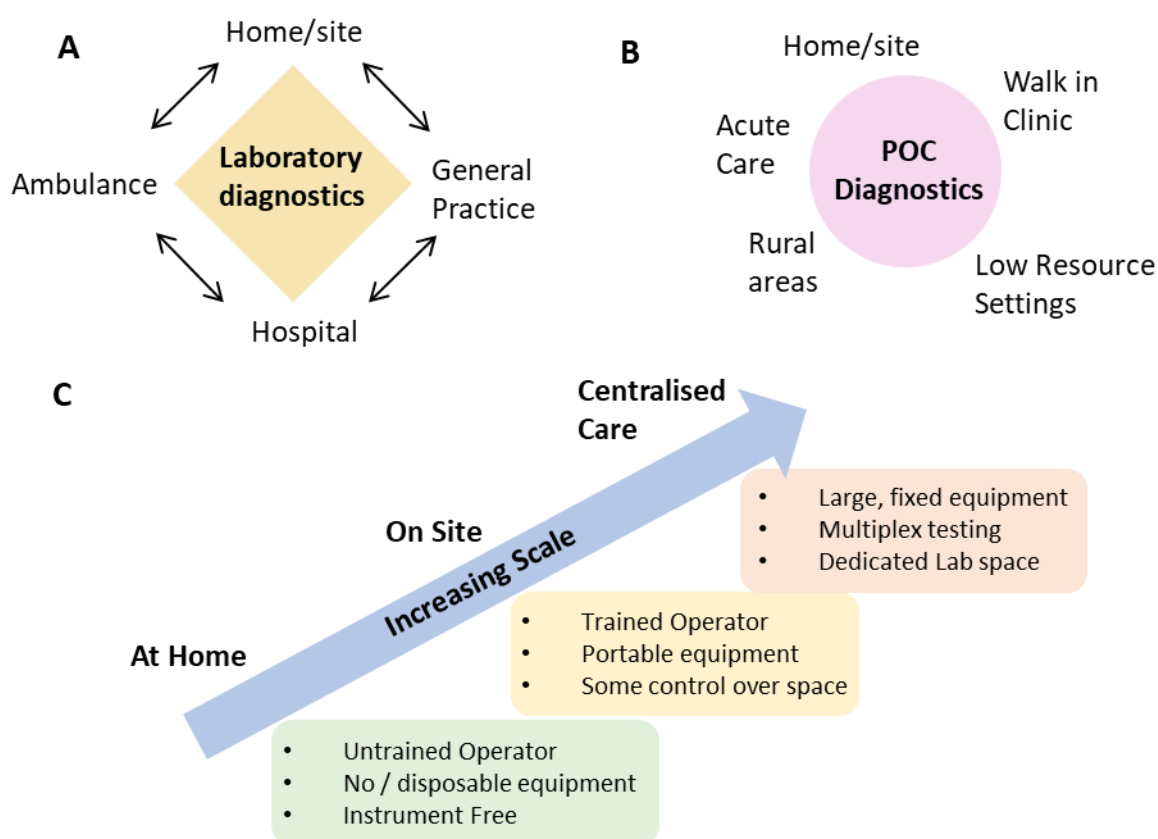 A
Home/site
Laboratory
diagnostics
Ambulance
General
Practice
Hospital
B
Home/site
Walk in
Clinic
Acute
Care
POC
Diagnostics
Rural
areas
Low Resource
Settings
C
Centralised
Care
On Site
At Home
Increasing Scale
• Large, fixed equipment
• Multiplex testing
• Dedicated Lab space
• Trained Operator
• Portable equipment
• Some control over space
• Untrained Operator
• No / disposable equipment
• Instrument Free